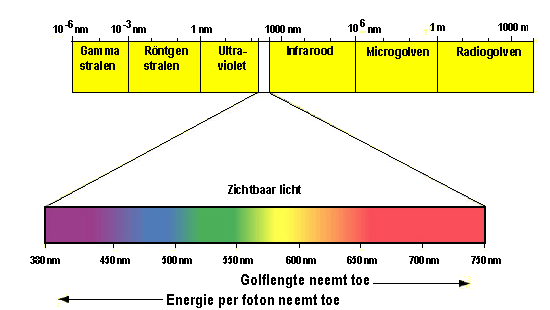 10⁻⁶ nm 10⁻³ nm 1 nm 1000 nm 10⁶ nm 1 m 1000 m
Gamma stralen Röntgen stralen Ultra-violet Infrarood Microgolven Radiogolven
Zichtbaar licht
380 nm 450 nm 500 nm 550 nm 600 nm 650 nm 700 nm 750 nm
Golflengte neemt toe
Energie per foton neemt toe